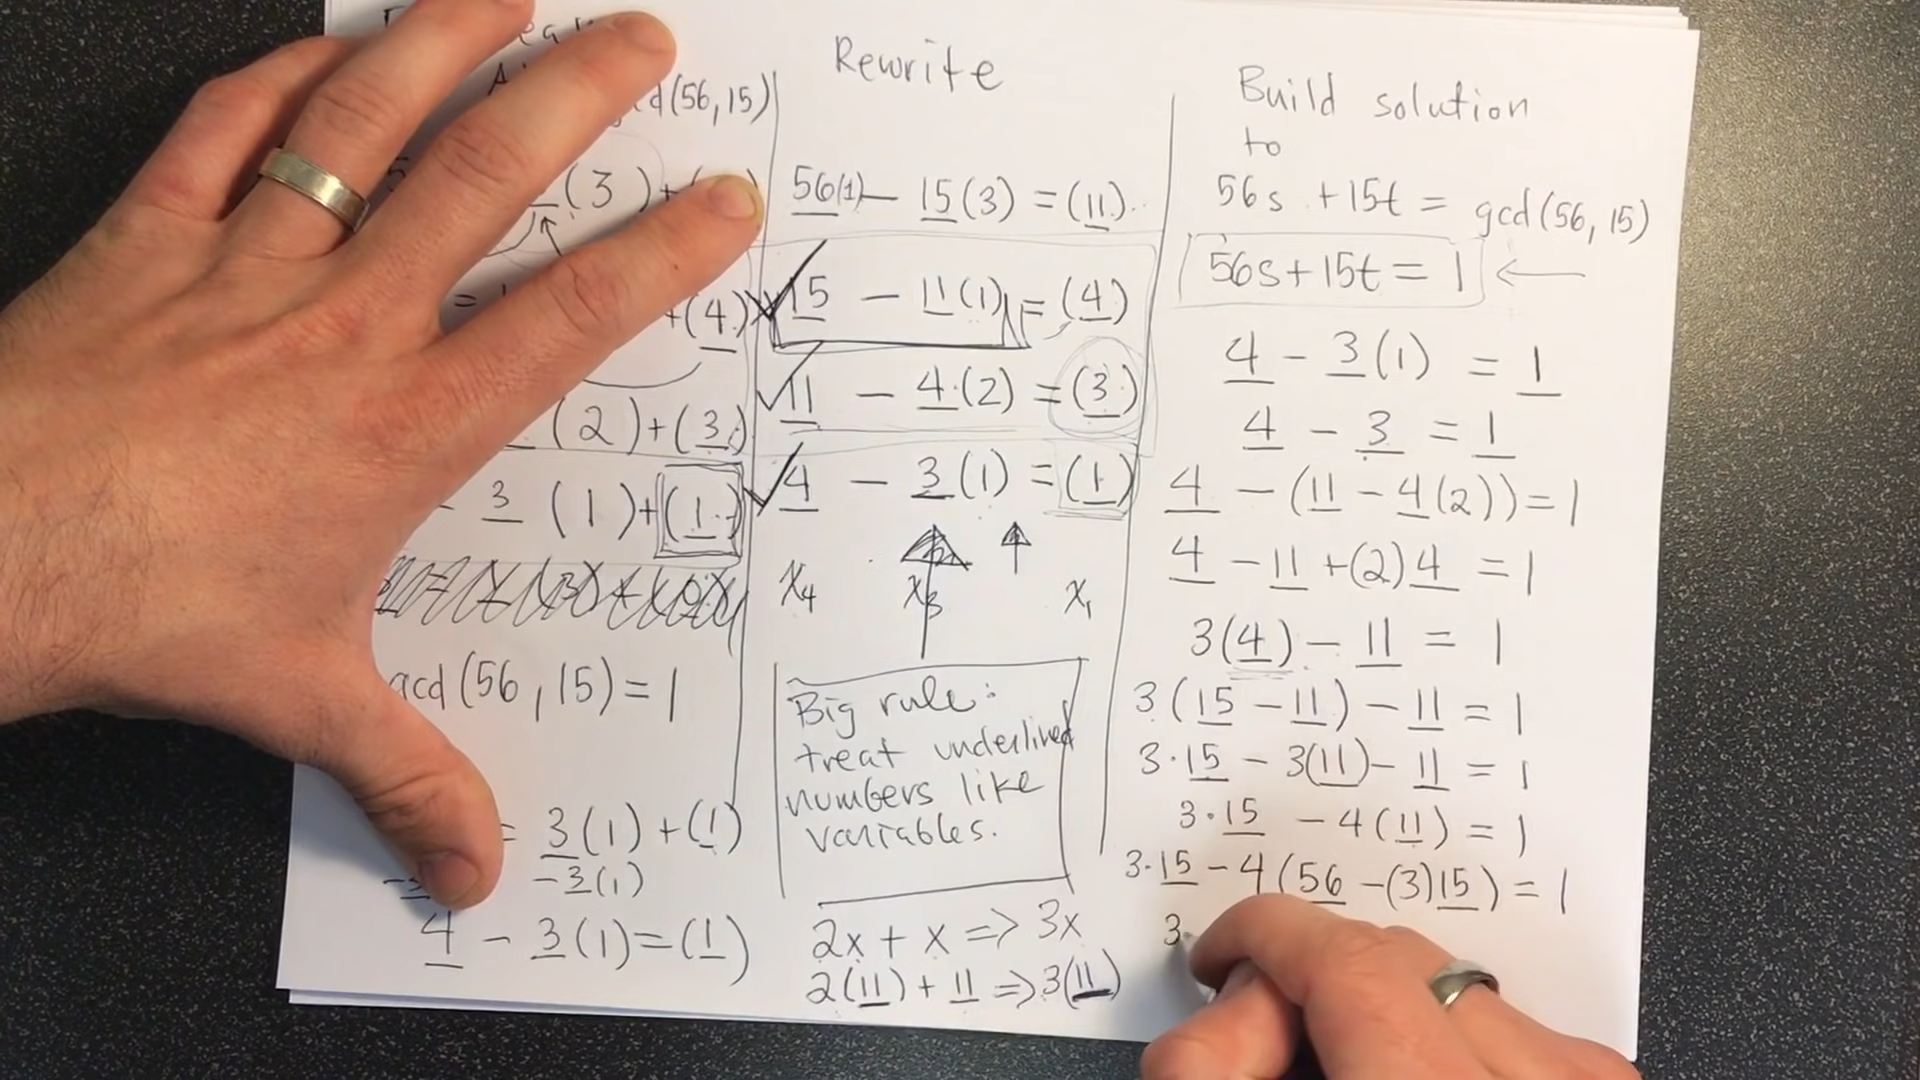 gcd(56,15)
(3)+
+(4)
(2)+(3)
3 (1)+(1)
gcd(56,15)=1
= 3(1)+(1)
-3(1)
4 - 3(1)=(1)
Rewrite
56(1) - 15(3) = (11)
15 - 11(1) = (4)
11 - 4·(2) = (3)
4 - 3(1) = (1)
x4 x3 x1
Big rule:
treat underlined
numbers like
variables.
2x + x => 3x
2(11) + 11 => 3(11)
Build solution
to
56s + 15t = gcd(56, 15)
56s + 15t = 1
4 - 3(1) = 1
4 - 3 = 1
4 - (11 - 4(2)) = 1
4 - 11 + (2)4 = 1
3(4) - 11 = 1
3(15 - 11) - 11 = 1
3·15 - 3(11) - 11 = 1
3·15 - 4(11) = 1
3·15 - 4(56 - (3)15) = 1
3·